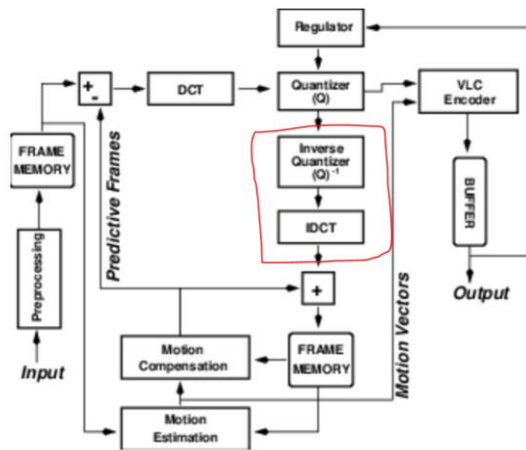 Regulator
+
-
DCT
Quantizer
(Q)
VLC
Encoder
FRAME
MEMORY
Predictive Frames
Inverse
Quantizer
(Q)-1
IDCT
BUFFER
Preprocessing
+
Output
Motion Vectors
Input
Motion
Compensation
FRAME
MEMORY
Motion
Estimation